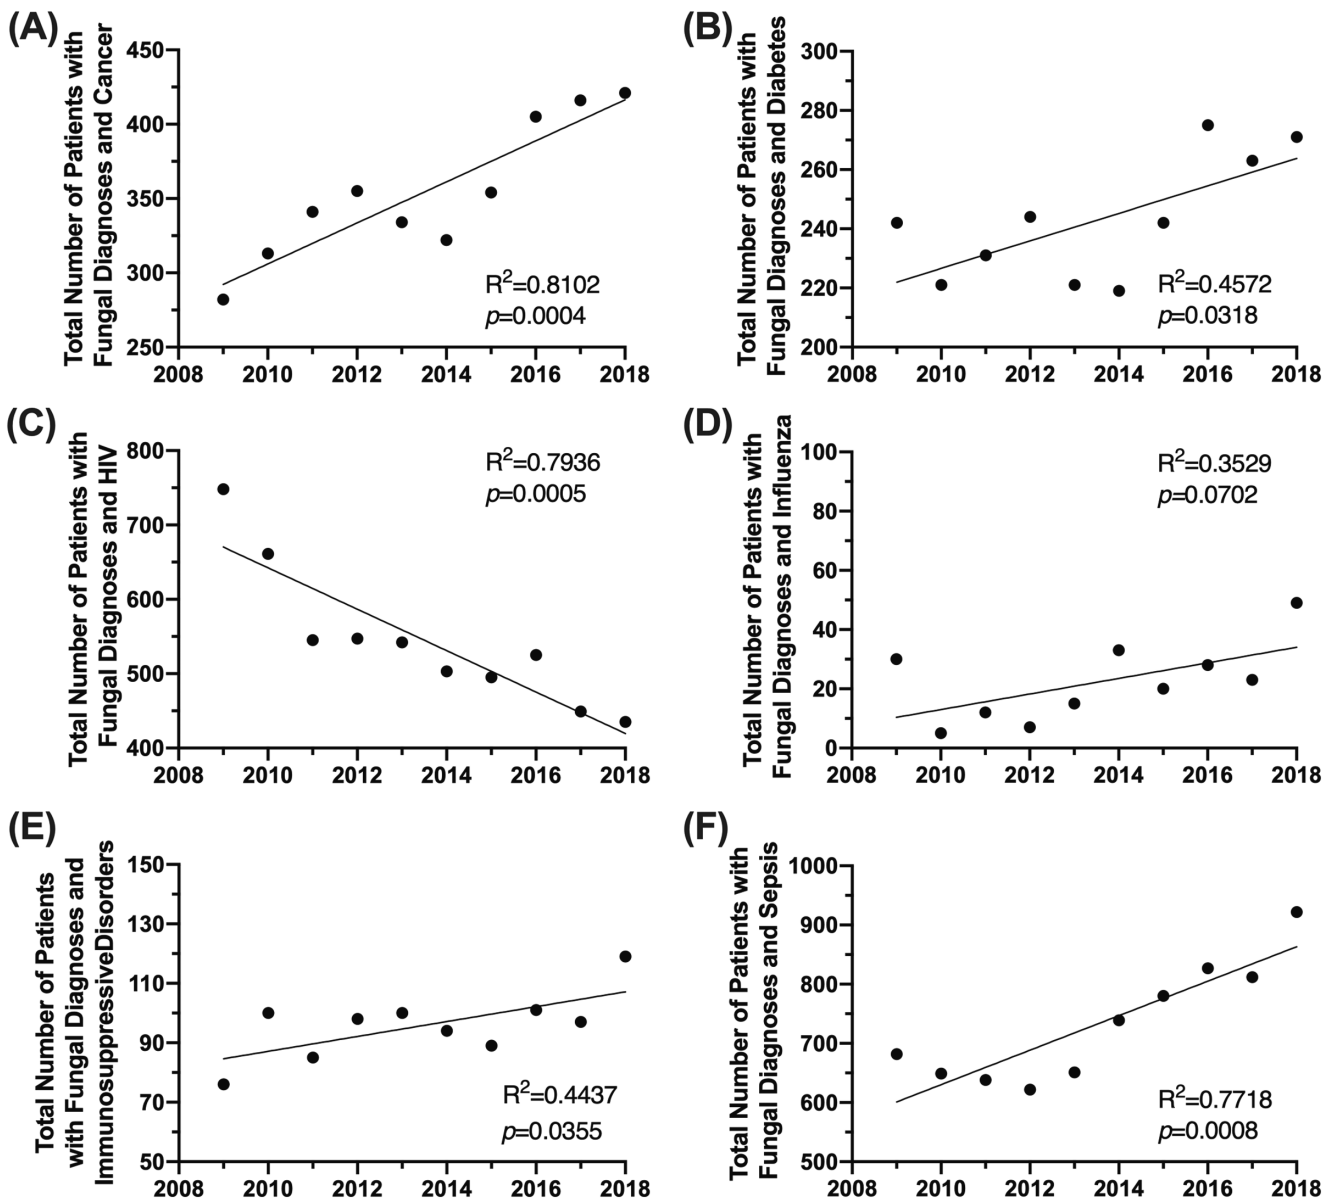 (A)
Total Number of Patients with
Fungal Diagnoses and Cancer
450
400
350
300
250
R²=0.8102
p=0.0004
2008 2010 2012 2014 2016 2018
(B)
Total Number of Patients with
Fungal Diagnoses and Diabetes
300
280
260
240
220
200
R²=0.4572
p=0.0318
2008 2010 2012 2014 2016 2018
(C)
Total Number of Patients with
Fungal Diagnoses and HIV
800
700
600
500
400
R²=0.7936
p=0.0005
2008 2010 2012 2014 2016 2018
(D)
Total Number of Patients with
Fungal Diagnoses and Influenza
100
80
60
40
20
0
R²=0.3529
p=0.0702
2008 2010 2012 2014 2016 2018
(E)
Total Number of Patients
with Fungal Diagnoses and
ImmunosuppressiveDisorders
150
130
110
90
70
50
R²=0.4437
p=0.0355
2008 2010 2012 2014 2016 2018
(F)
Total Number of Patients with
Fungal Diagnoses and Sepsis
1000
900
800
700
600
500
R²=0.7718
p=0.0008
2008 2010 2012 2014 2016 2018